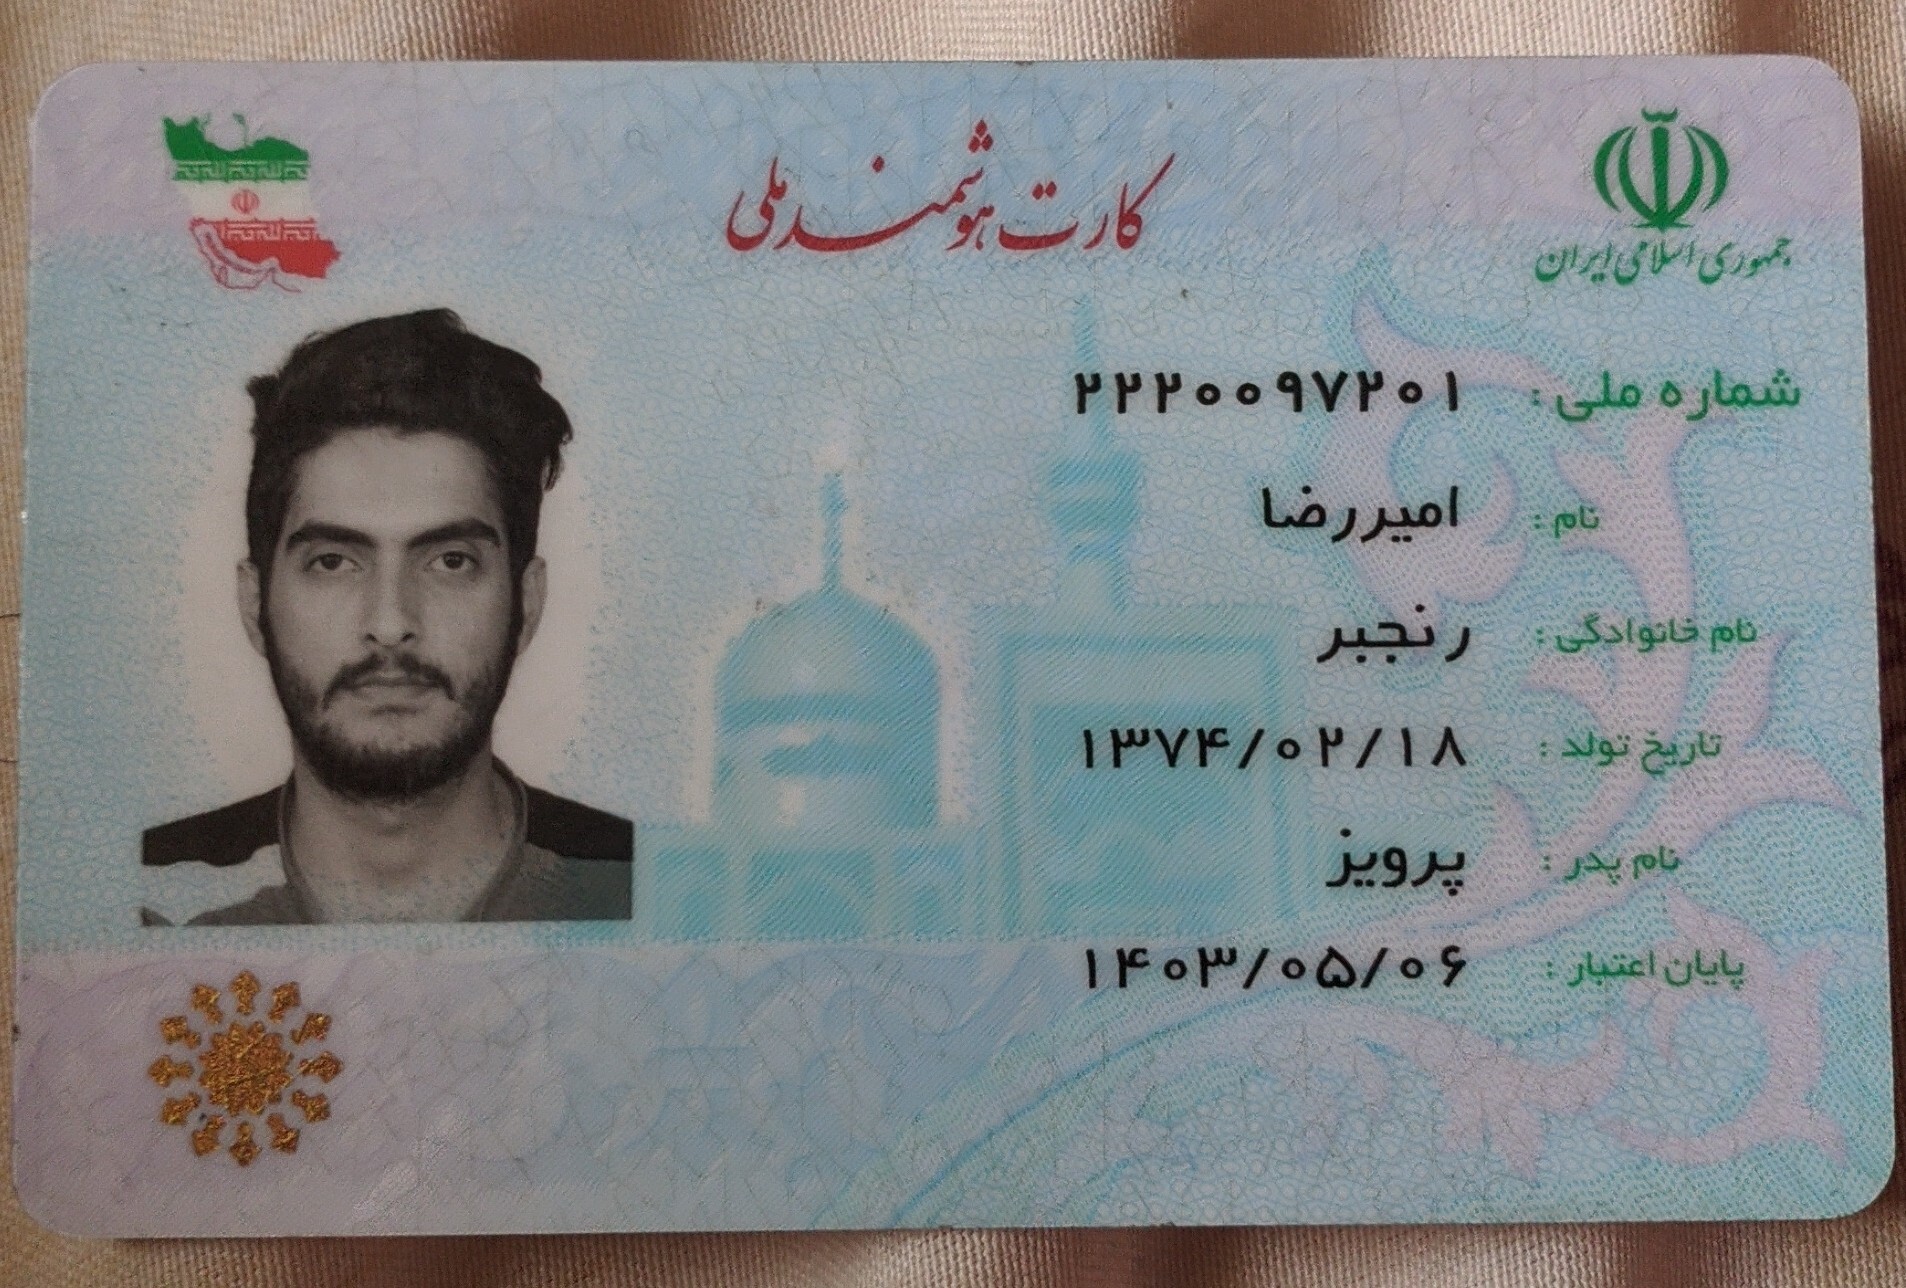 جمهوری اسلامی ایران
کارت هوشمند ملی
شماره ملی : ۲۲۲۰۰۹۷۲۰۱
نام : امیررضا
نام خانوادگی : رنجبر
تاریخ تولد : ۱۳۷۴/۰۲/۱۸
نام پدر : پرویز
پایان اعتبار : ۱۴۰۳/۰۵/۰۶